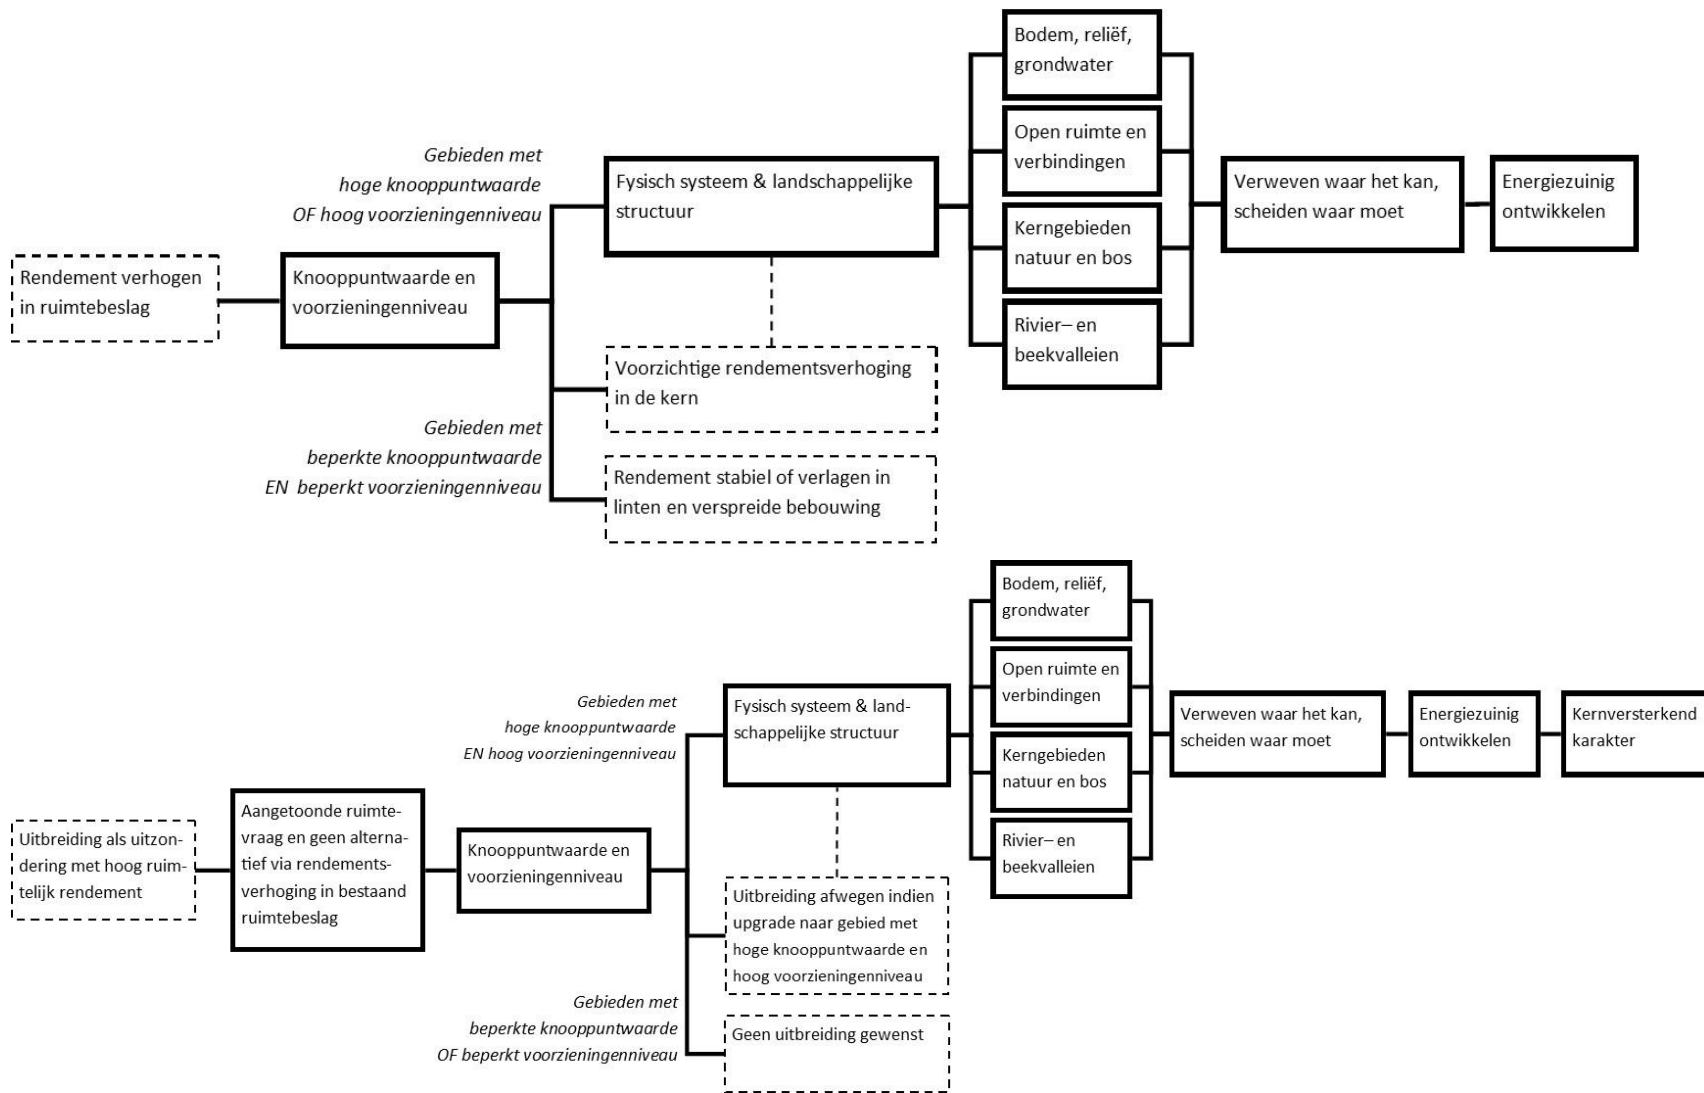 Rendement verhogen
in ruimtebeslag
Knooppuntwaarde en
voorzieningenniveau
Gebieden met
hoge knooppuntwaarde
OF hoog voorzieningenniveau
Gebieden met
beperkte knooppuntwaarde
EN beperkt voorzieningenniveau
Fysisch systeem & landschappelijke
structuur
Voorzichtige rendementsverhoging
in de kern
Rendement stabiel of verlagen in
linten en verspreide bebouwing
Bodem, reliëf,
grondwater
Open ruimte en
verbindingen
Kerngebieden
natuur en bos
Rivier– en
beekvalleien
Verweven waar het kan,
scheiden waar moet
Energiezuinig
ontwikkelen
Uitbreiding als uitzon-
dering met hoog ruim-
telijk rendement
Aangetoonde ruimte-
vraag en geen alterna-
tief via rendements-
verhoging in bestaand
ruimtebeslag
Knooppuntwaarde en
voorzieningenniveau
Gebieden met
hoge knooppuntwaarde
EN hoog voorzieningenniveau
Gebieden met
beperkte knooppuntwaarde
OF beperkt voorzieningenniveau
Fysisch systeem & land-
schappelijke structuur
Uitbreiding afwegen indien
upgrade naar gebied met
hoge knooppuntwaarde en
hoog voorzieningenniveau
Geen uitbreiding gewenst
Bodem, reliëf,
grondwater
Open ruimte en
verbindingen
Kerngebieden
natuur en bos
Rivier– en
beekvalleien
Verweven waar het kan,
scheiden waar moet
Energiezuinig
ontwikkelen
Kernversterkend
karakter